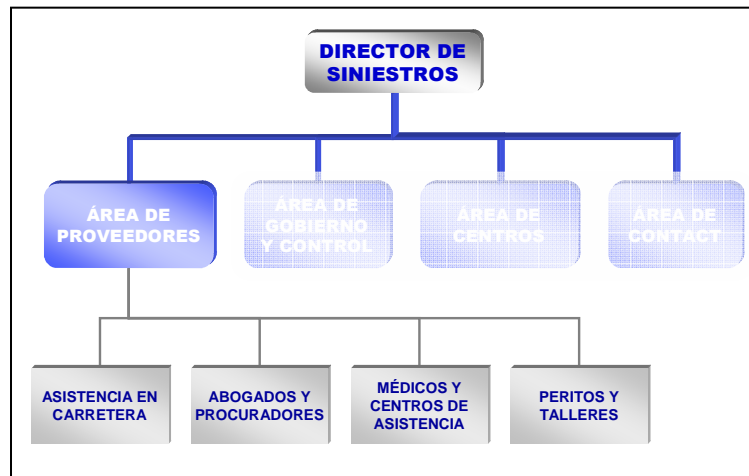 DIRECTOR DE
SINIESTROS
ÁREA DE
PROVEEDORES
ÁREA DE
GOBIERNO
Y CONTROL
ÁREA DE
CENTROS
ÁREA DE
CONTACT
ASISTENCIA EN
CARRETERA
ABOGADOS Y
PROCURADORES
MÉDICOS Y
CENTROS DE
ASISTENCIA
PERITOS Y
TALLERES